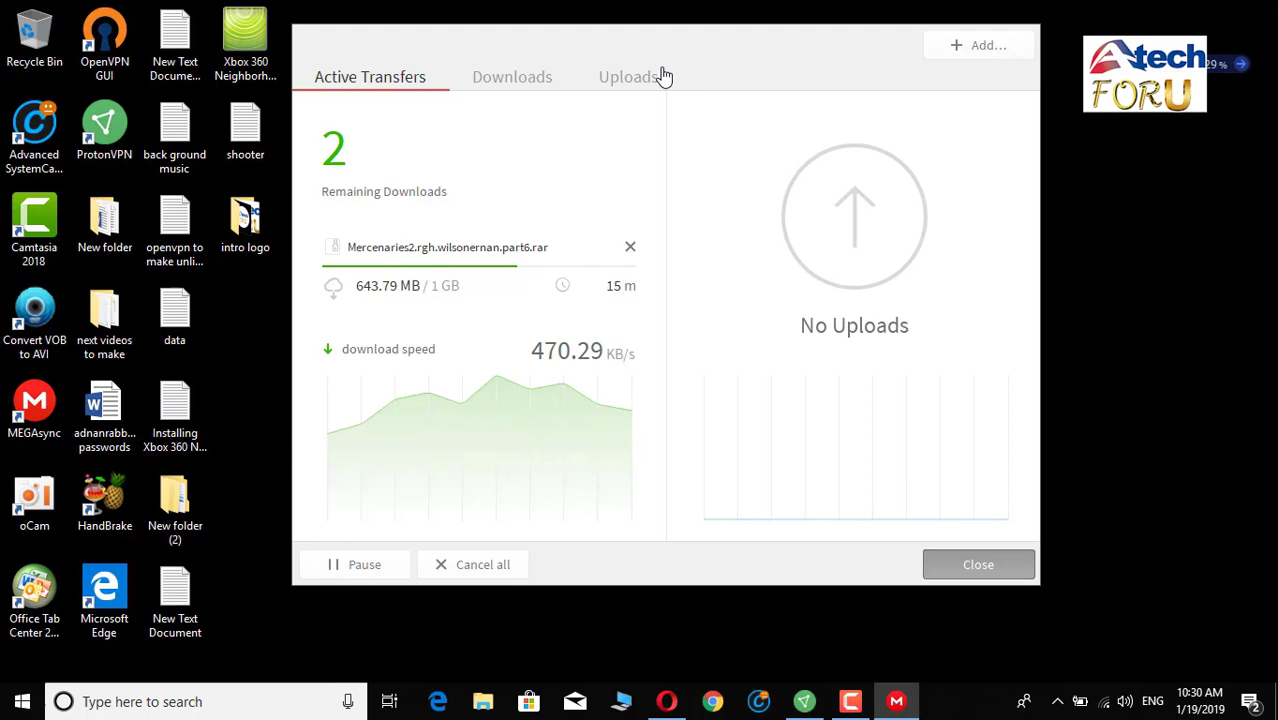 Recycle Bin
OpenVPN
GUI
New Text
Docume...
Xbox 360
Neighborh...
Advanced
SystemCa...
ProtonVPN
back ground
music
shooter
Camtasia
2018
New folder
openvpn to
make unli...
intro logo
Convert VOB
to AVI
next videos
to make
data
MEGAsync
adnanrabb...
passwords
Installing
Xbox 360 N...
oCam
HandBrake
New folder
(2)
Office Tab
Center 2...
Microsoft
Edge
New Text
Document
Add...
Active Transfers
Downloads
Uploads
2
Remaining Downloads
Mercenaries2.rgh.wilsonernan.part6.rar
643.79 MB / 1 GB
15 m
download speed
470.29 KB/s
No Uploads
Pause
Cancel all
Close
Atech
FORU
29 %
Type here to search
ENG
10:30 AM
1/19/2019
2